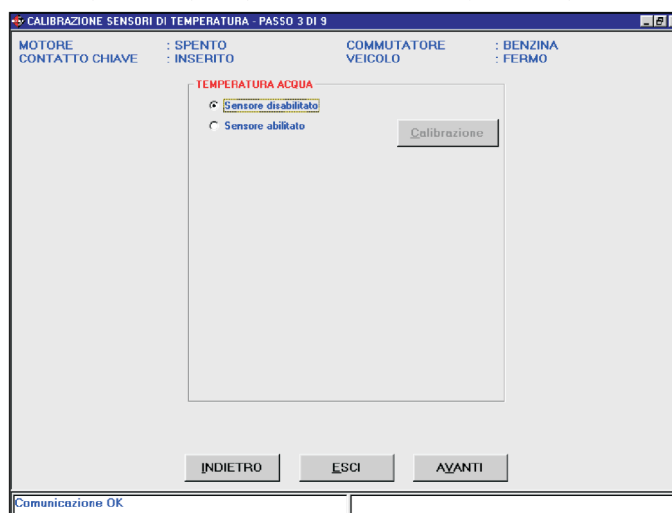 CALIBRAZIONE SENSORI DI TEMPERATURA - PASSO 3 DI 9
MOTORE : SPENTO COMMUTATORE : BENZINA
CONTATTO CHIAVE : INSERITO VEICOLO : FERMO
TEMPERATURA ACQUA
Sensore disabilitato
Sensore abilitato
Calibrazione
INDIETRO ESCI AVANTI
Comunicazione OK